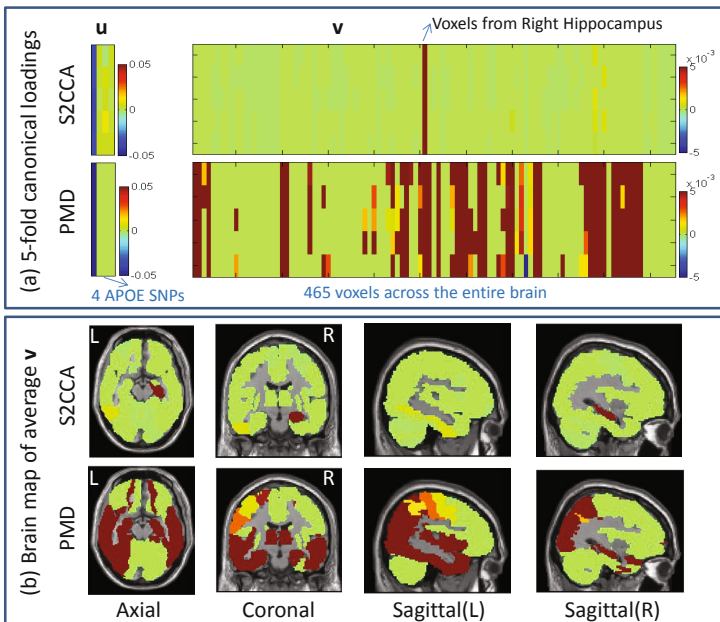 u
v
Voxels from Right Hippocampus
(a) 5-fold canonical loadings
S2CCA
0.05
0
-0.05
×10⁻³
5
0
-5
PMD
0.05
0
-0.05
×10⁻³
5
0
-5
4 APOE SNPs
465 voxels across the entire brain
(b) Brain map of average v
S2CCA
L
R
PMD
L
R
Axial
Coronal
Sagittal(L)
Sagittal(R)